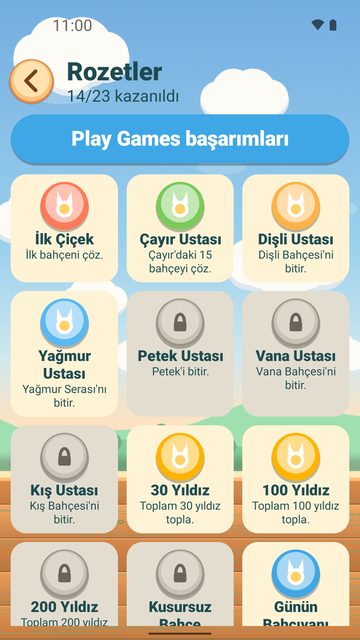 11:00
Rozetler
14/23 kazanıldı
Play Games başarımları
İlk Çiçek
İlk bahçeni çöz.
Çayır Ustası
Çayır'daki 15
bahçeyi çöz.
Dişli Ustası
Dişli Bahçesi'ni
bitir.
Yağmur
Ustası
Yağmur Serası'nı
bitir.
Petek Ustası
Petek'i bitir.
Vana Ustası
Vana Bahçesi'ni
bitir.
Kış Ustası
Kış Bahçesi'ni
bitir.
30 Yıldız
Toplam 30 yıldız
topla.
100 Yıldız
Toplam 100 yıldız
topla.
200 Yıldız
Toplam 200 yıldız
Kusursuz
Bahçe
Günün
Bahçıvanı